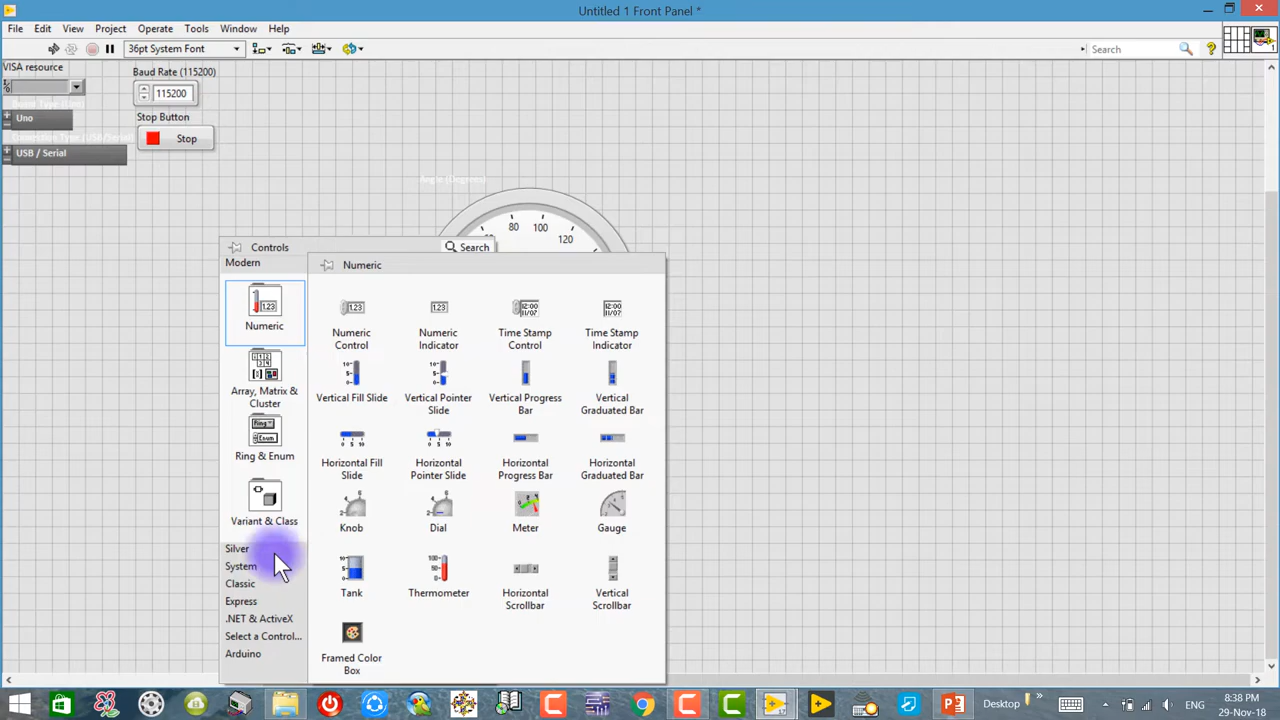 Untitled 1 Front Panel *
File Edit View Project Operate Tools Window Help
36pt System Font
Search
VISA resource
Baud Rate (115200)
115200
Uno
Stop Button
Stop
USB / Serial
Angle (Degrees)
80 100
120
Controls
Search
Modern
Numeric
Numeric
Array, Matrix & Cluster
Ring & Enum
Variant & Class
Silver
System
Classic
Express
.NET & ActiveX
Select a Control...
Arduino
Numeric Control
Numeric Indicator
Time Stamp Control
Time Stamp Indicator
Vertical Fill Slide
Vertical Pointer Slide
Vertical Progress Bar
Vertical Graduated Bar
Horizontal Fill Slide
Horizontal Pointer Slide
Horizontal Progress Bar
Horizontal Graduated Bar
Knob
Dial
Meter
Gauge
Tank
Thermometer
Horizontal Scrollbar
Vertical Scrollbar
Framed Color Box
Desktop
8:38 PM
29-Nov-18